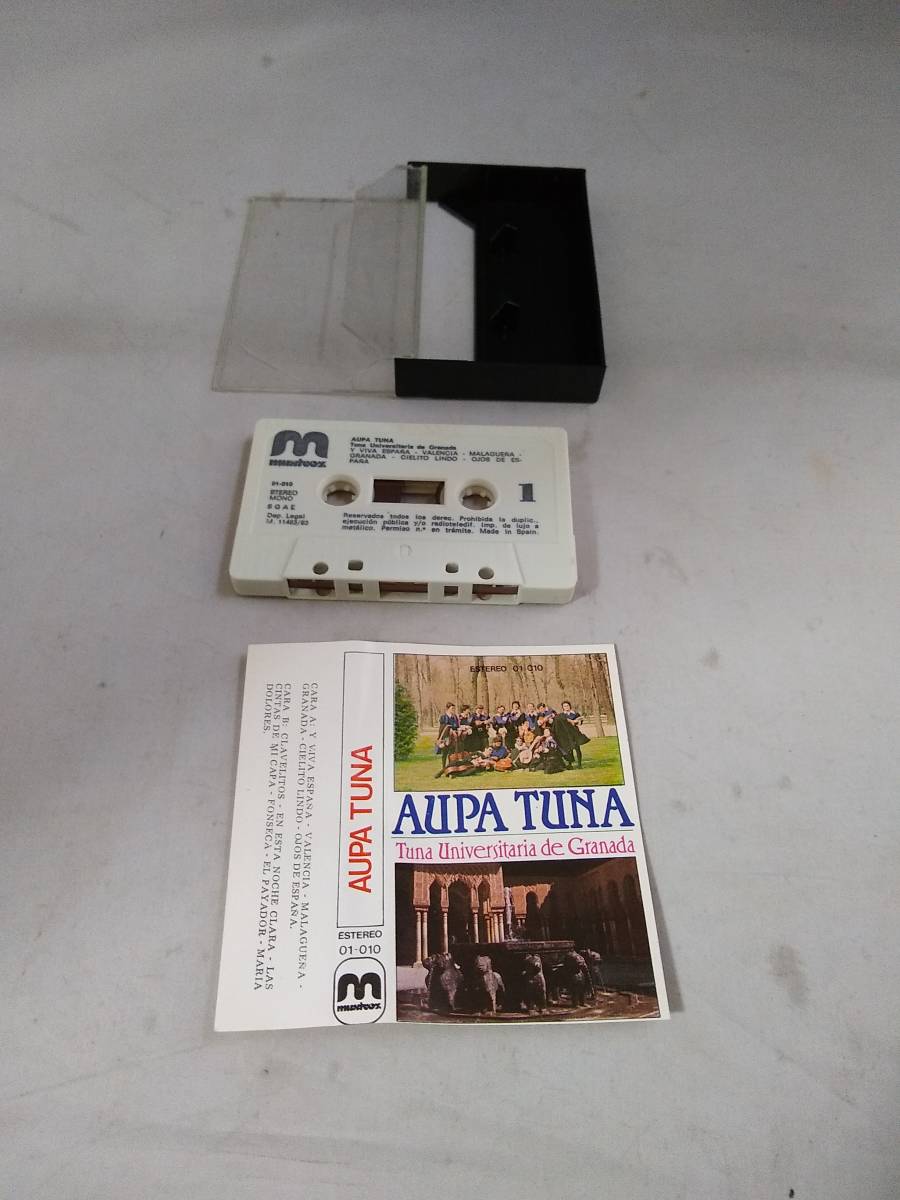 M
AUPA TUNA
Tuna Universitaria de Granada
Y VIVA ESPAÑA - VALENCIA - MALAGUEÑA -
GRANADA - CIELITO LINDO - OJOS DE ES-
PAÑA
01-010
STEREO
MONO
SGAE
Dep. Legal
M. 11483/83
1
Reservados todos los derec. Prohibida la duplic.,
ejecución pública y/o radioteledif. Imp. de lujo a
metálico. Permiso n.º en trámite. Made in Spain.
ESTEREO 01 010
AUPA TUNA
Tuna Universitaria de Granada
AUPA TUNA
ESTEREO
01-010
M
CARA A: Y VIVA ESPAÑA - VALENCIA - MALAGUEÑA -
GRANADA - CIELITO LINDO - OJOS DE ESPAÑA.
CARA B: CLAVELITOS - EN ESTA NOCHE CLARA - LAS
CINTAS DE MI CAPA - FONSECA - EL PAYADOR - MARIA
DOLORES.